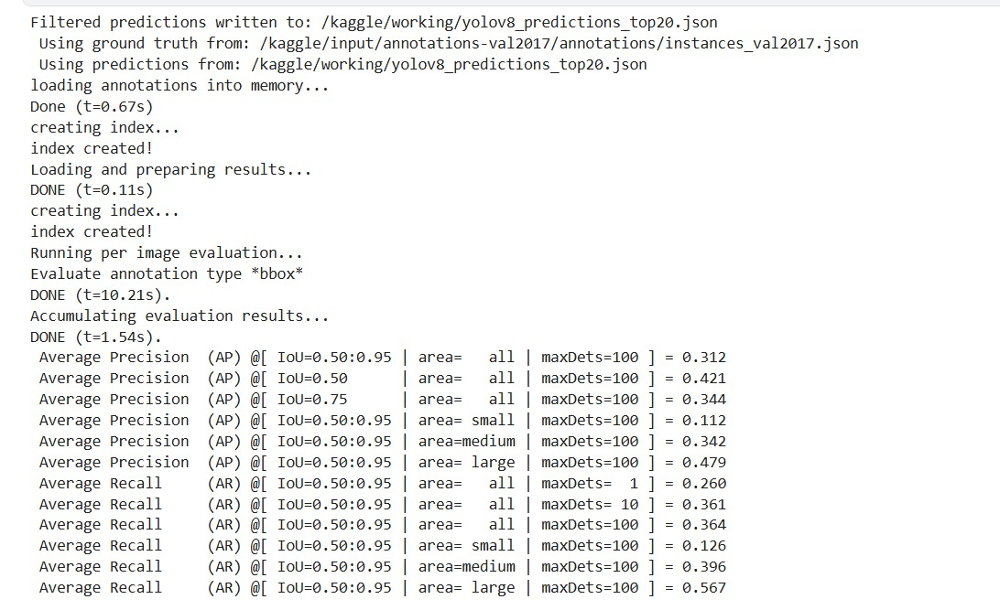 Filtered predictions written to: /kaggle/working/yolov8_predictions_top20.json
Using ground truth from: /kaggle/input/annotations-val2017/annotations/instances_val2017.json
Using predictions from: /kaggle/working/yolov8_predictions_top20.json
loading annotations into memory...
Done (t=0.67s)
creating index...
index created!
Loading and preparing results...
DONE (t=0.11s)
creating index...
index created!
Running per image evaluation...
Evaluate annotation type *bbox*
DONE (t=10.21s).
Accumulating evaluation results...
DONE (t=1.54s).
Average Precision  (AP) @[ IoU=0.50:0.95 | area=   all | maxDets=100 ] = 0.312
Average Precision  (AP) @[ IoU=0.50      | area=   all | maxDets=100 ] = 0.421
Average Precision  (AP) @[ IoU=0.75      | area=   all | maxDets=100 ] = 0.344
Average Precision  (AP) @[ IoU=0.50:0.95 | area= small | maxDets=100 ] = 0.112
Average Precision  (AP) @[ IoU=0.50:0.95 | area=medium | maxDets=100 ] = 0.342
Average Precision  (AP) @[ IoU=0.50:0.95 | area= large | maxDets=100 ] = 0.479
Average Recall     (AR) @[ IoU=0.50:0.95 | area=   all | maxDets=  1 ] = 0.260
Average Recall     (AR) @[ IoU=0.50:0.95 | area=   all | maxDets= 10 ] = 0.361
Average Recall     (AR) @[ IoU=0.50:0.95 | area=   all | maxDets=100 ] = 0.364
Average Recall     (AR) @[ IoU=0.50:0.95 | area= small | maxDets=100 ] = 0.126
Average Recall     (AR) @[ IoU=0.50:0.95 | area=medium | maxDets=100 ] = 0.396
Average Recall     (AR) @[ IoU=0.50:0.95 | area= large | maxDets=100 ] = 0.567